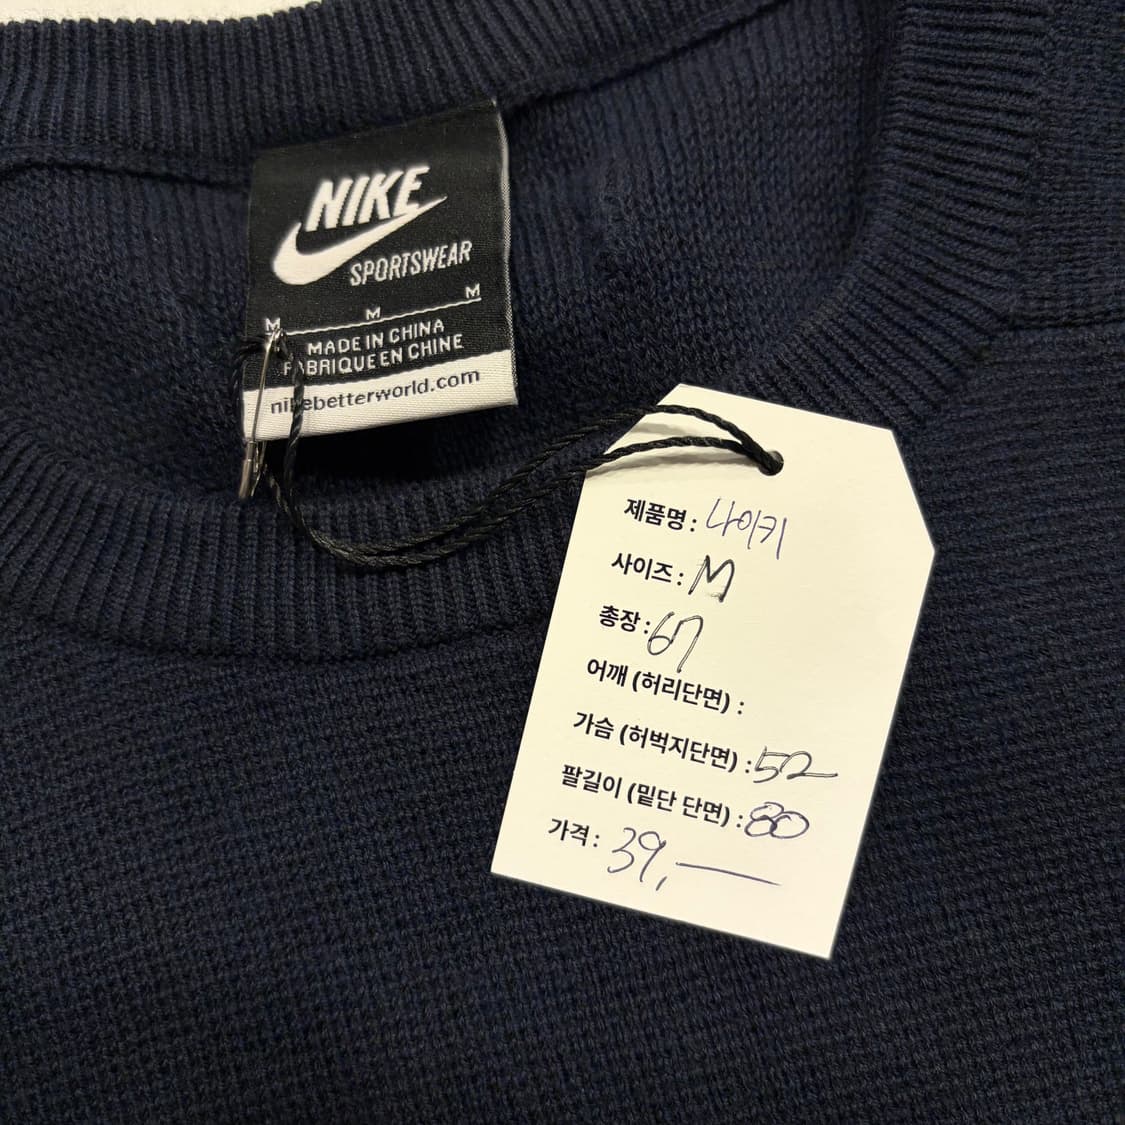 NIKE
SPORTSWEAR
M M M
MADE IN CHINA
FABRIQUE EN CHINE
nikebetterworld.com
제품명: 나이키
사이즈: M
총장: 67
어깨 (허리단면) :
가슴 (허벅지단면) : 52
팔길이 (밑단 단면) : 80
가격: 39,—